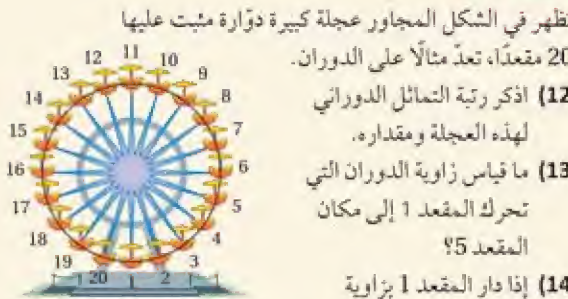 تظهر في الشكل المجاور عجلة كبيرة دوّارة مثبت عليها
20 مقعدًا، تعدّ مثالًا على الدوران.
12) اذكر رتبة التماثل الدوراني
لهذه العجلة ومقداره.
13) ما قياس زاوية الدوران التي
تحرك المقعد 1 إلى مكان
المقعد 5؟
14) إذا دار المقعد 1 بزاوية
11
12 10
13 9
14 8
15 7
16 6
17 5
18 4
19 3
20 2